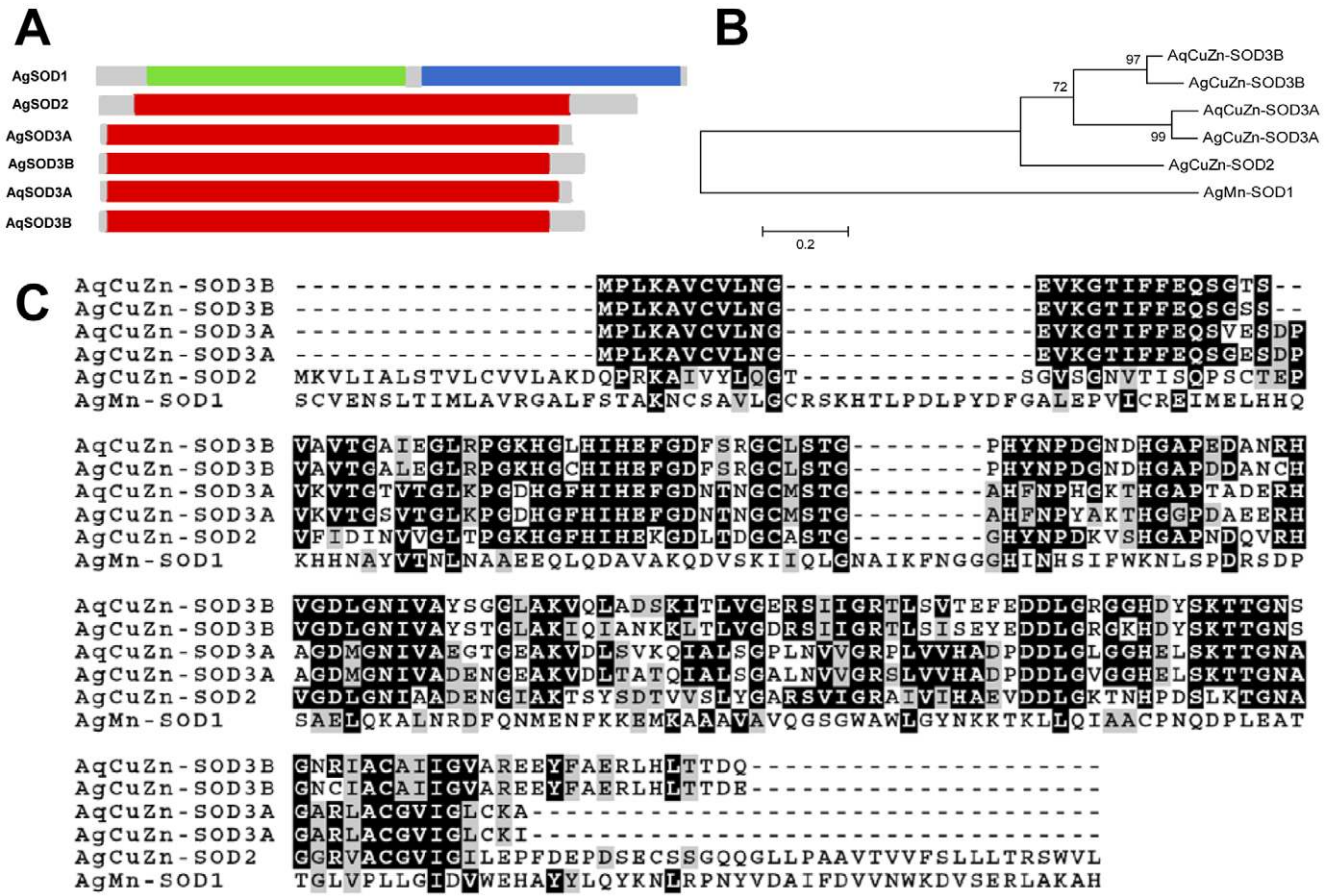 A
AgSOD1
AgSOD2
AgSOD3A
AgSOD3B
AqSOD3A
AqSOD3B
B
97
72
99
AqCuZn-SOD3B
AgCuZn-SOD3B
AqCuZn-SOD3A
AgCuZn-SOD3A
AgCuZn-SOD2
AgMn-SOD1
0.2
C
AqCuZn-SOD3B ------------------MPLKAVCVLNG---------------EVKGTIFFEQSGTS--
AgCuZn-SOD3B ------------------MPLKAVCVLNG---------------EVKGTIFFEQSGSS--
AqCuZn-SOD3A ------------------MPLKAVCVLNG---------------EVKGTIFFEQSVESDP
AgCuZn-SOD3A ------------------MPLKAVCVLNG---------------EVKGTIFFEQSGESDP
AgCuZn-SOD2 MKVLIALSTVLCVVLAKDQPRKAIVYLQGT-------------SGVSGNVTISQPSCTEP
AgMn-SOD1 SCVENSLTIMLAVRGALFSTAKNCSAVLGCRSKHTLPDLPYDFGALEPVICREIMELHHQ
AqCuZn-SOD3B VAVTGAIEGLRPGKHGLHIHEFGDFSRGCLSTG--------PHYNPDGNDHGAPEDANRH
AgCuZn-SOD3B VAVTGALEGLRPGKHGCHIHEFGDFSRGCLSTG--------PHYNPDGNDHGAPDDANCH
AqCuZn-SOD3A VKVTGTVTGLKPGDHGFHIHEFGDNTNGCMSTG--------AHFNPHGKTHGAPTADERH
AgCuZn-SOD3A VKVTGSVTGLKPGDHGFHIHEFGDNTNGCMSTG--------AHFNPYAKTHGGPDAEERH
AgCuZn-SOD2 VFIDINVVGLTPGKHGFHIHEKGDLTDGCASTG--------GHYNPDKVSHGAPNDQVRH
AgMn-SOD1 KHHNAYVTNLNAAEEQLQDAVAKQDVSKIIQLGNAIKFNGGGHINHSIFWKNLSPDRSDP
AqCuZn-SOD3B VGDLGNIVAYSGGLAKVQLADSKITLVGERSIIGRTLSVTEFEDDLGRGGHDYSKTTGNS
AgCuZn-SOD3B VGDLGNIVAYSTGLAKIQIANKKLTLVGDRSIIGRTLSISEYEDDLGRGKHDYSKTTGNS
AqCuZn-SOD3A AGDMGNIVAEGTGEAKVDLSVKQIALSGPLNVVGRPLVVHADPDDLGLGGHELSKTTGNA
AgCuZn-SOD3A AGDMGNIVADENGEAKVDLTATQIALSGALNVVGRSLVVHADPDDLGVGGHELSKTTGNA
AgCuZn-SOD2 VGDLGNIAADENGIAKTSYSDTVVSLYGARSVIGRAIVIHAEVDDLGKTNHPDSLKTGNA
AgMn-SOD1 SAELQKALNRDFQNMENFKKEMKAAAVAVQGSGWAWLGYNKKTKLLQIAACPNQDPLEAT
AqCuZn-SOD3B GNRIACAIIGVAREEYFAERLHLTTDQ---------------------
AgCuZn-SOD3B GNCIACAIIGVAREEYFAERLHLTTDE---------------------
AqCuZn-SOD3A GARLACGVIGLCKA----------------------------------
AgCuZn-SOD3A GARLACGVIGLCKI----------------------------------
AgCuZn-SOD2 GGRVACGVIGILEPFDEPDSECSSGQQGLLPAAVTVVFSLLLTRSWVL
AgMn-SOD1 TGLVPLLGIDVWEHAYYLQYKNLRPNYVDAIFDVVNWKDVSERLAKAH